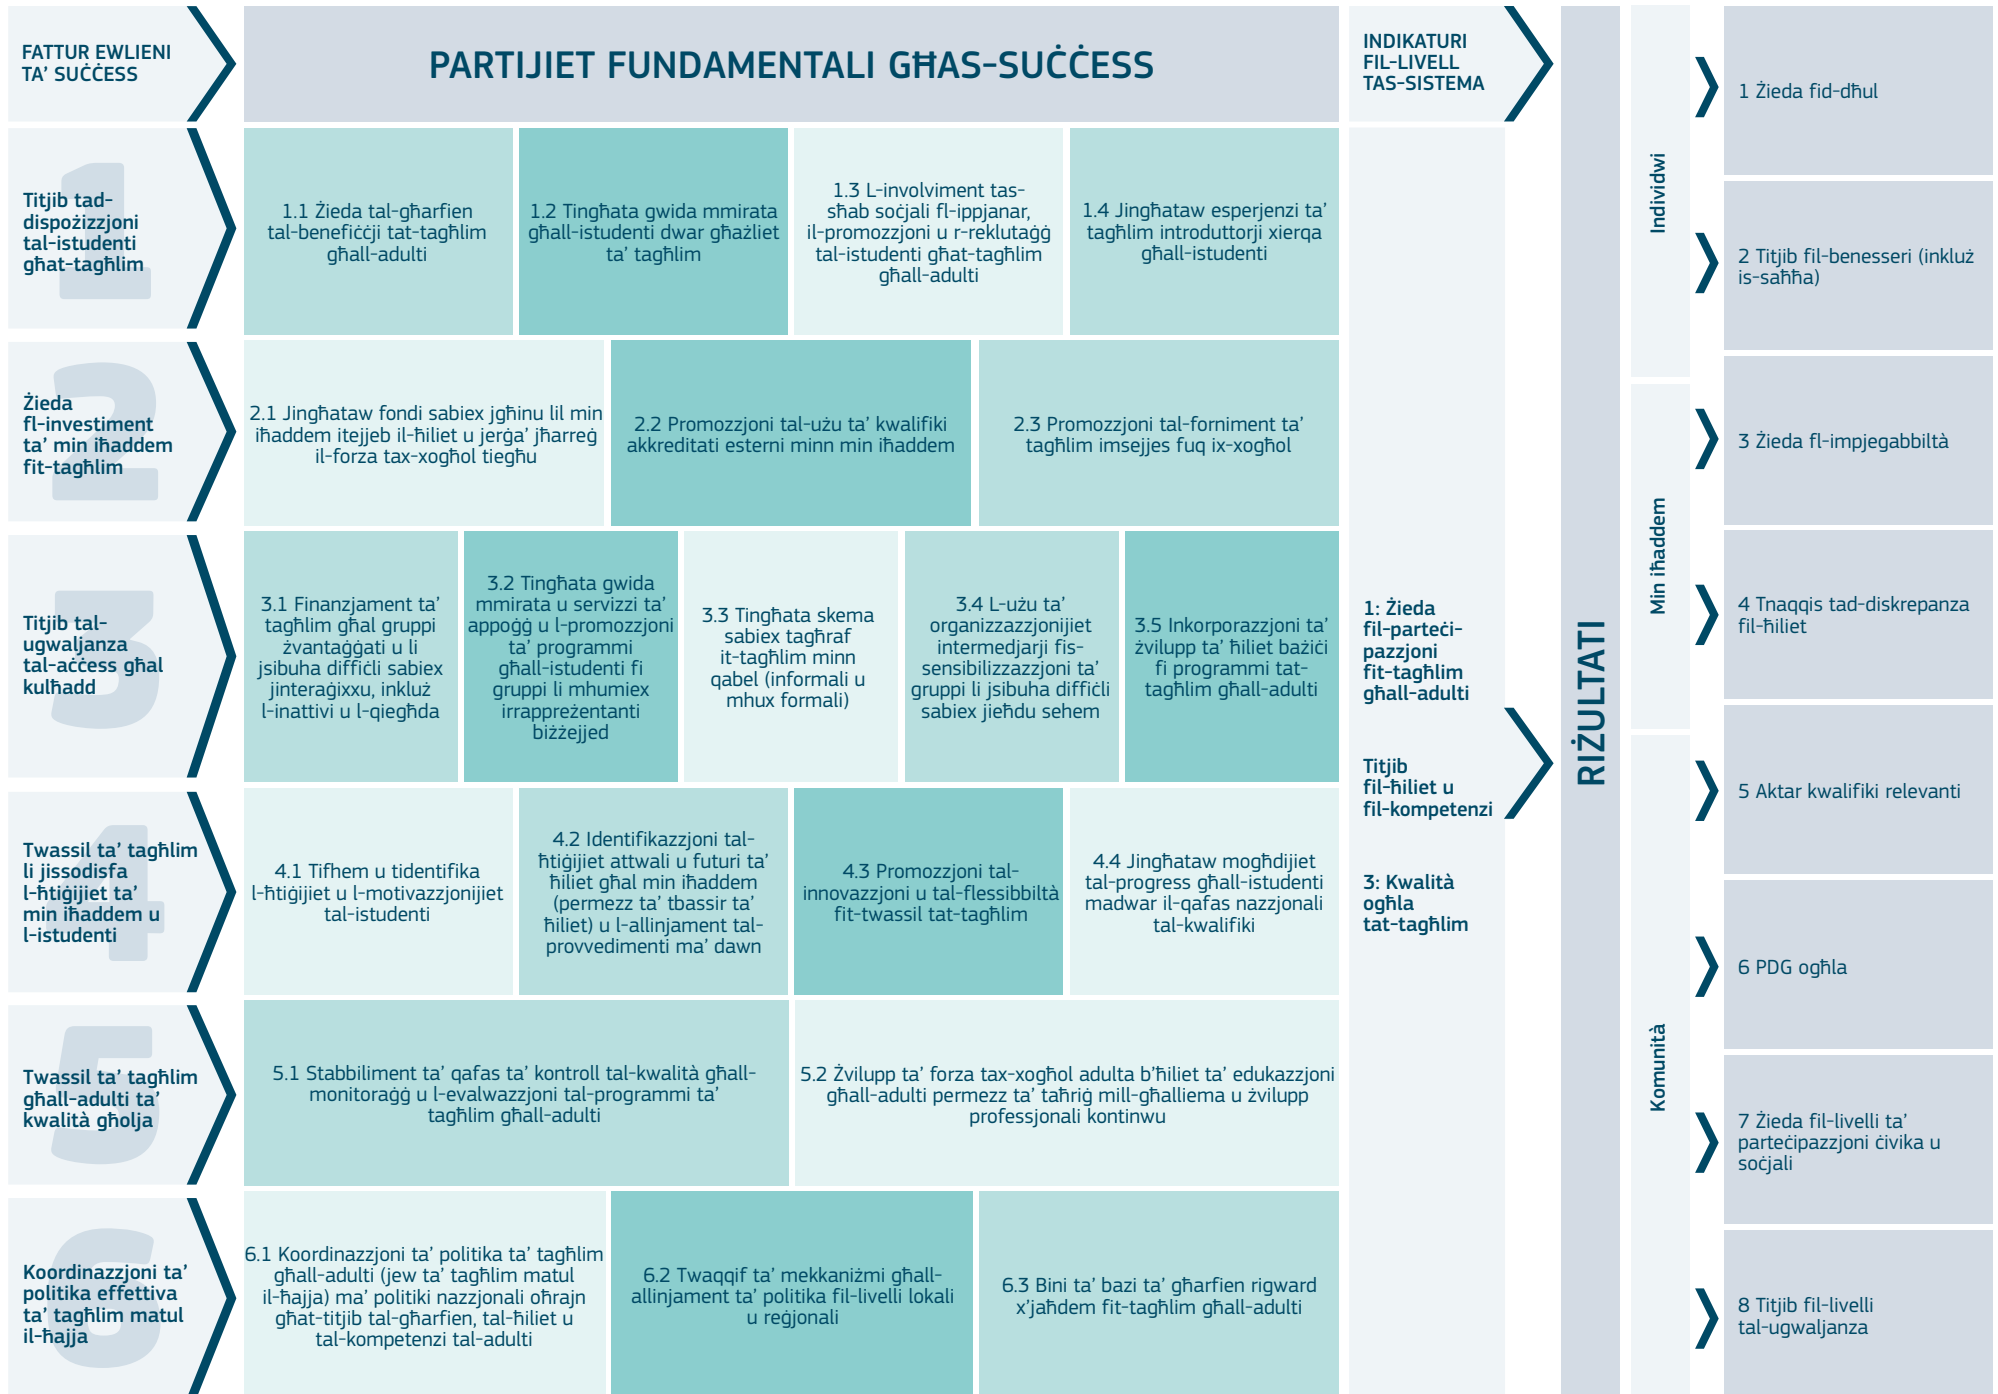 FATTUR EWLIENI
TA’ SUĊĊESS
PARTIJIET FUNDAMENTALI GĦAS-SUĊĊESS
INDIKATURI
FIL-LIVELL
TAS-SISTEMA
1
Titjib tad-
dispożizzjoni
tal-istudenti
għat-tagħlim
1.1 Żieda tal-għarfien
tal-benefiċċji tat-tagħlim
għall-adulti
1.2 Tingħata gwida mmirata
għall-istudenti dwar għażliet
ta’ tagħlim
1.3 L-involviment tas-
sħab soċjali fl-ippjanar,
il-promozzjoni u r-reklutaġġ
tal-istudenti għat-tagħlim
għall-adulti
1.4 Jingħataw esperjenzi ta’
tagħlim introduttorji xierqa
għall-istudenti
2
Żieda
fl-investiment
ta’ min iħaddem
fit-tagħlim
2.1 Jingħataw fondi sabiex jgħinu lil min
iħaddem itejjeb il-ħiliet u jerġa’ jħarreġ
il-forza tax-xogħol tiegħu
2.2 Promozzjoni tal-użu ta’ kwalifiki
akkreditati esterni minn min iħaddem
2.3 Promozzjoni tal-forniment ta’
tagħlim imsejjes fuq ix-xogħol
3
Titjib tal-
ugwaljanza
tal-aċċess għal
kulħadd
3.1 Finanzjament ta’
tagħlim għal gruppi
żvantaġġati u li
jsibuha diffiċli sabiex
jinteraġixxu, inkluż
l-inattivi u l-qiegħda
3.2 Tingħata gwida
mmirata u servizzi ta’
appoġġ u l-promozzjoni
ta’ programmi
għall-istudenti fi
gruppi li mhumiex
irrappreżentanti
biżżejjed
3.3 Tingħata skema
sabiex tagħraf
it-tagħlim minn
qabel (informali u
mhux formali)
3.4 L-użu ta’
organizzazzjonijiet
intermedjarji fis-
sensibilizzazzjoni ta’
gruppi li jsibuha diffiċli
sabiex jieħdu sehem
3.5 Inkorporazzjoni ta’
żvilupp ta’ ħiliet bażiċi
fi programmi tat-
tagħlim għall-adulti
4
Twassil ta’ tagħlim
li jissodisfa
l-ħtiġijiet ta’
min iħaddem u
l-istudenti
4.1 Tifhem u tidentifika
l-ħtiġijiet u l-motivazzjonijiet
tal-istudenti
4.2 Identifikazzjoni tal-
ħtiġijiet attwali u futuri ta’
ħiliet għal min iħaddem
(permezz ta’ tbassir ta’
ħiliet) u l-allinjament tal-
provvedimenti ma’ dawn
4.3 Promozzjoni tal-
innovazzjoni u tal-flessibbiltà
fit-twassil tat-tagħlim
4.4 Jingħataw mogħdijiet
tal-progress għall-istudenti
madwar il-qafas nazzjonali
tal-kwalifiki
5
Twassil ta’ tagħlim
għall-adulti ta’
kwalità għolja
5.1 Stabbiliment ta’ qafas ta’ kontroll tal-kwalità għall-
monitoraġġ u l-evalwazzjoni tal-programmi ta’
tagħlim għall-adulti
5.2 Żvilupp ta’ forza tax-xogħol adulta b’ħiliet ta’ edukazzjoni
għall-adulti permezz ta’ taħriġ mill-għalliema u żvilupp
professjonali kontinwu
6
Koordinazzjoni ta’
politika effettiva
ta’ tagħlim matul
il-ħajja
6.1 Koordinazzjoni ta’ politika ta’ tagħlim
għall-adulti (jew ta’ tagħlim matul
il-ħajja) ma’ politiki nazzjonali oħrajn
għat-titjib tal-għarfien, tal-ħiliet u
tal-kompetenzi tal-adulti
6.2 Twaqqif ta’ mekkaniżmi għall-
allinjament ta’ politika fil-livelli lokali
u reġjonali
6.3 Bini ta’ bazi ta’ għarfien rigward
x’jaħdem fit-tagħlim għall-adulti
1: Żieda
fil-parteċi-
pazzjoni
fit-tagħlim
għall-adulti
Titjib
fil-ħiliet u
fil-kompetenzi
3: Kwalità
ogħla
tat-tagħlim
RIŻULTATI
Individwi
Min iħaddem
Komunità
1 Żieda fid-dħul
2 Titjib fil-benesseri (inkluż
is-saħħa)
3 Żieda fl-impjegabbiltà
4 Tnaqqis tad-diskrepanza
fil-ħiliet
5 Aktar kwalifiki relevanti
6 PDG ogħla
7 Żieda fil-livelli ta’
parteċipazzjoni ċivika u
soċjali
8 Titjib fil-livelli
tal-ugwaljanza